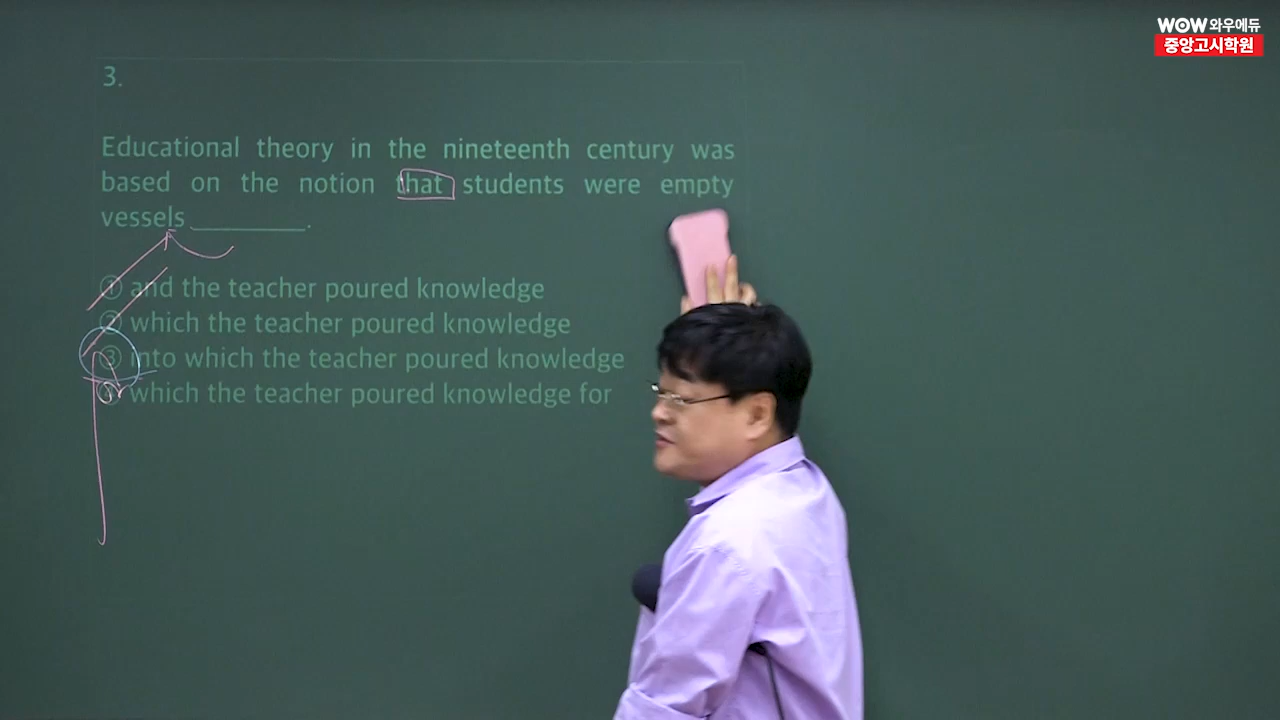 WOW 와우에듀
중앙고시학원
3.
Educational theory in the nineteenth century was
based on the notion that students were empty
vessels ________.
① and the teacher poured knowledge
② which the teacher poured knowledge
③ into which the teacher poured knowledge
④ which the teacher poured knowledge for